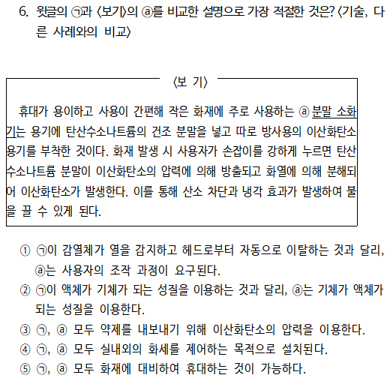 6. 윗글의 ㉠과 〈보기〉의 ⓐ를 비교한 설명으로 가장 적절한 것은?〈기술, 다
른 사례와의 비교〉
〈보 기〉
휴대가 용이하고 사용이 간편해 작은 화재에 주로 사용하는 ⓐ분말 소화
기는 용기에 탄산수소나트륨의 건조 분말을 넣고 따로 방사용의 이산화탄소
용기를 부착한 것이다. 화재 발생 시 사용자가 손잡이를 강하게 누르면 탄산
수소나트륨 분말이 이산화탄소의 압력에 의해 방출되고 화열에 의해 분해되
어 이산화탄소가 발생한다. 이를 통해 산소 차단과 냉각 효과가 발생하여 불
을 끌 수 있게 된다.
① ㉠이 감열체가 열을 감지하고 헤드로부터 자동으로 이탈하는 것과 달리,
ⓐ는 사용자의 조작 과정이 요구된다.
② ㉠이 액체가 기체가 되는 성질을 이용하는 것과 달리, ⓐ는 기체가 액체가
되는 성질을 이용한다.
③ ㉠, ⓐ 모두 약제를 내보내기 위해 이산화탄소의 압력을 이용한다.
④ ㉠, ⓐ 모두 실내외의 화세를 제어하는 목적으로 설치된다.
⑤ ㉠, ⓐ 모두 화재에 대비하여 휴대하는 것이 가능하다.